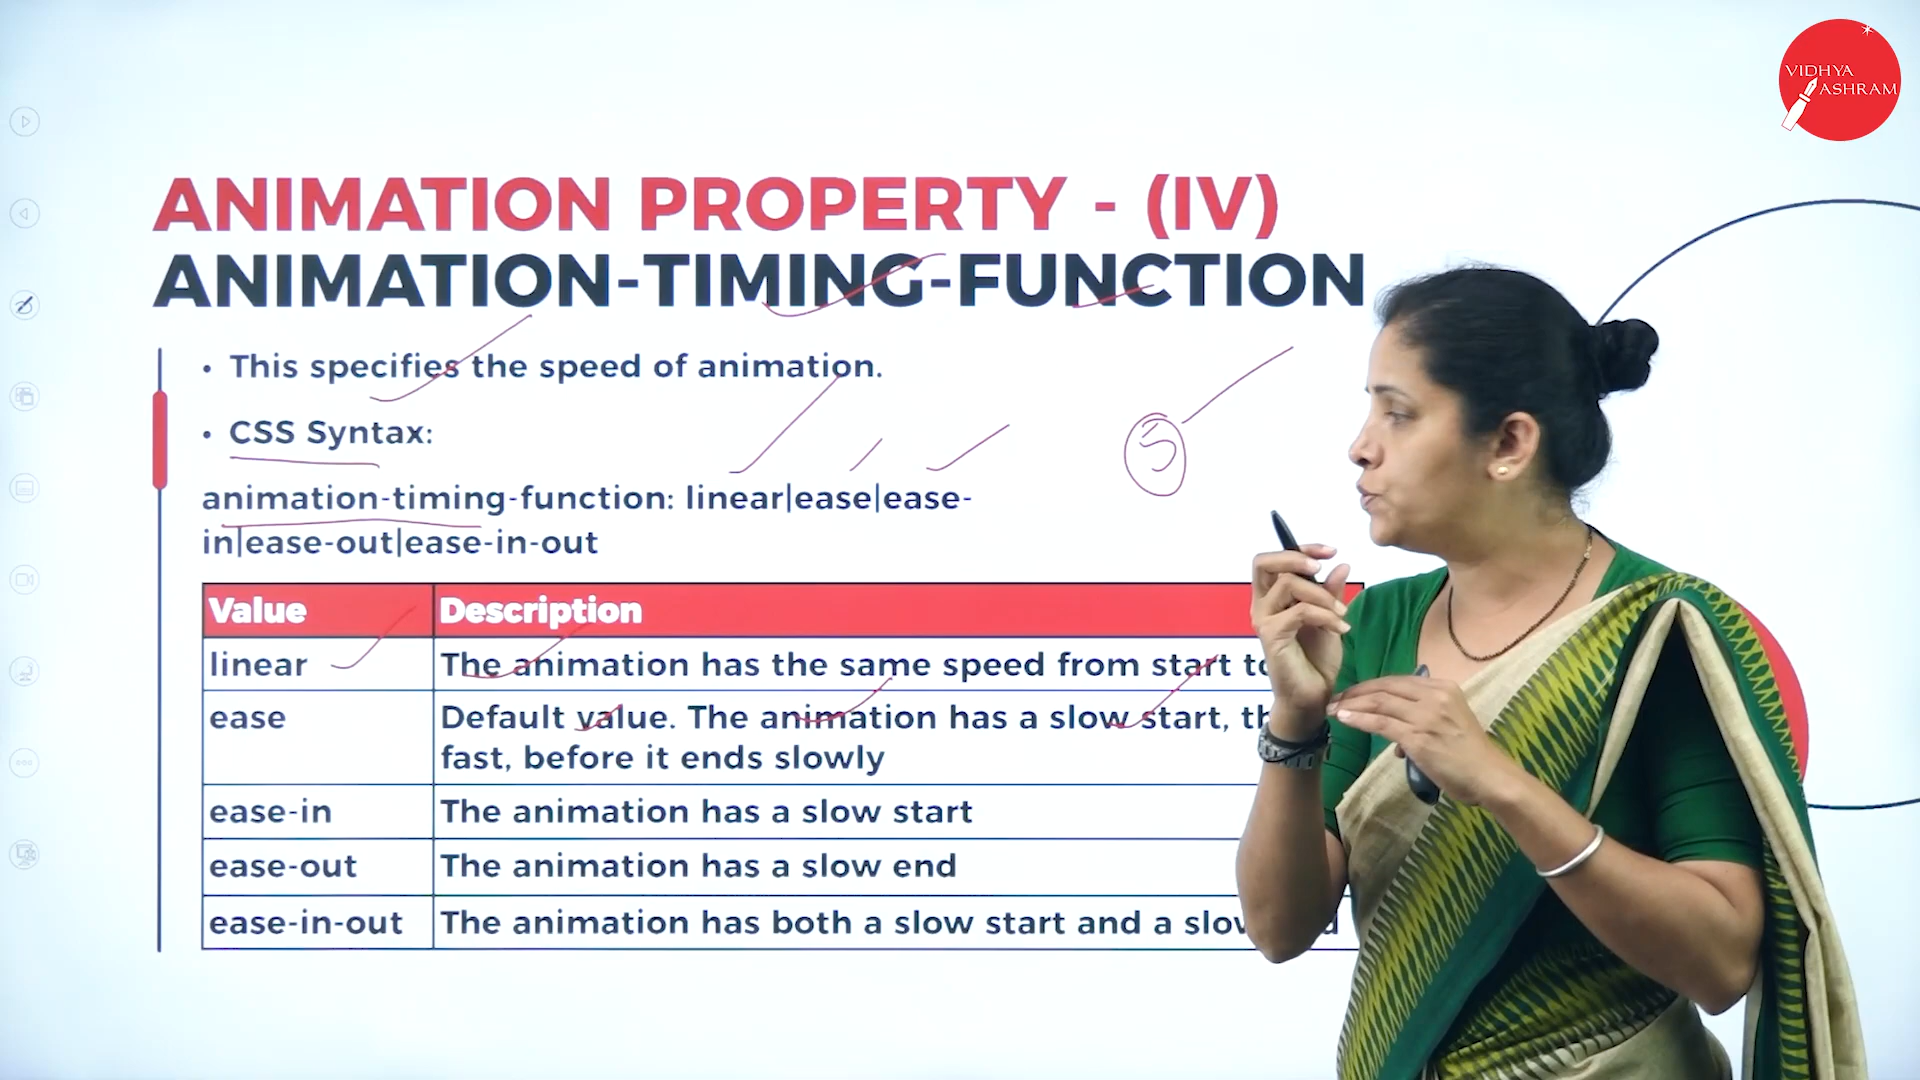 VIDHYA
ASHRAM
ANIMATION PROPERTY - (IV)
ANIMATION-TIMING-FUNCTION
• This specifies the speed of animation.
• CSS Syntax:
5
animation-timing-function: linear|ease|ease-
in|ease-out|ease-in-out
Value Description
linear The animation has the same speed from start to
ease Default value. The animation has a slow start,
fast, before it ends slowly
ease-in The animation has a slow start
ease-out The animation has a slow end
ease-in-out The animation has both a slow start and a